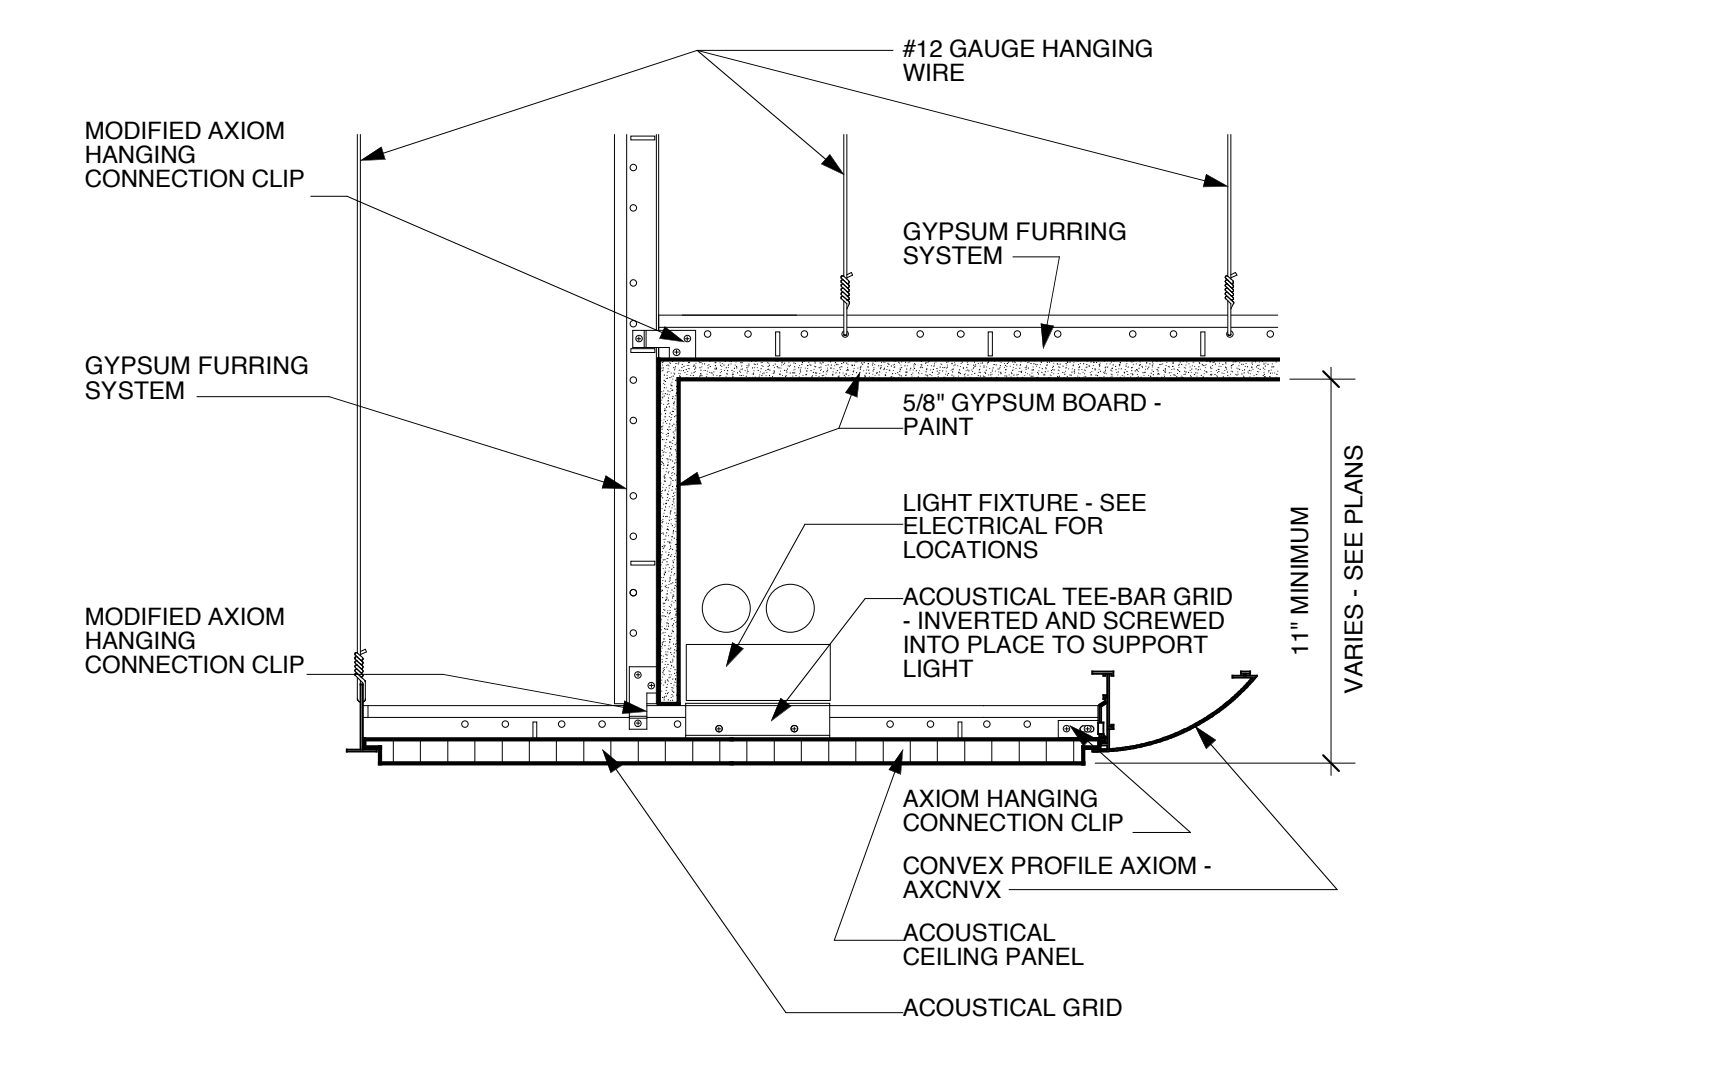 #12 GAUGE HANGING
WIRE
MODIFIED AXIOM
HANGING
CONNECTION CLIP
GYPSUM FURRING
SYSTEM
GYPSUM FURRING
SYSTEM
5/8" GYPSUM BOARD -
PAINT
LIGHT FIXTURE - SEE
ELECTRICAL FOR
LOCATIONS
11" MINIMUM
VARIES - SEE PLANS
ACOUSTICAL TEE-BAR GRID
- INVERTED AND SCREWED
INTO PLACE TO SUPPORT
LIGHT
MODIFIED AXIOM
HANGING
CONNECTION CLIP
AXIOM HANGING
CONNECTION CLIP
CONVEX PROFILE AXIOM -
AXCNVX
ACOUSTICAL
CEILING PANEL
ACOUSTICAL GRID